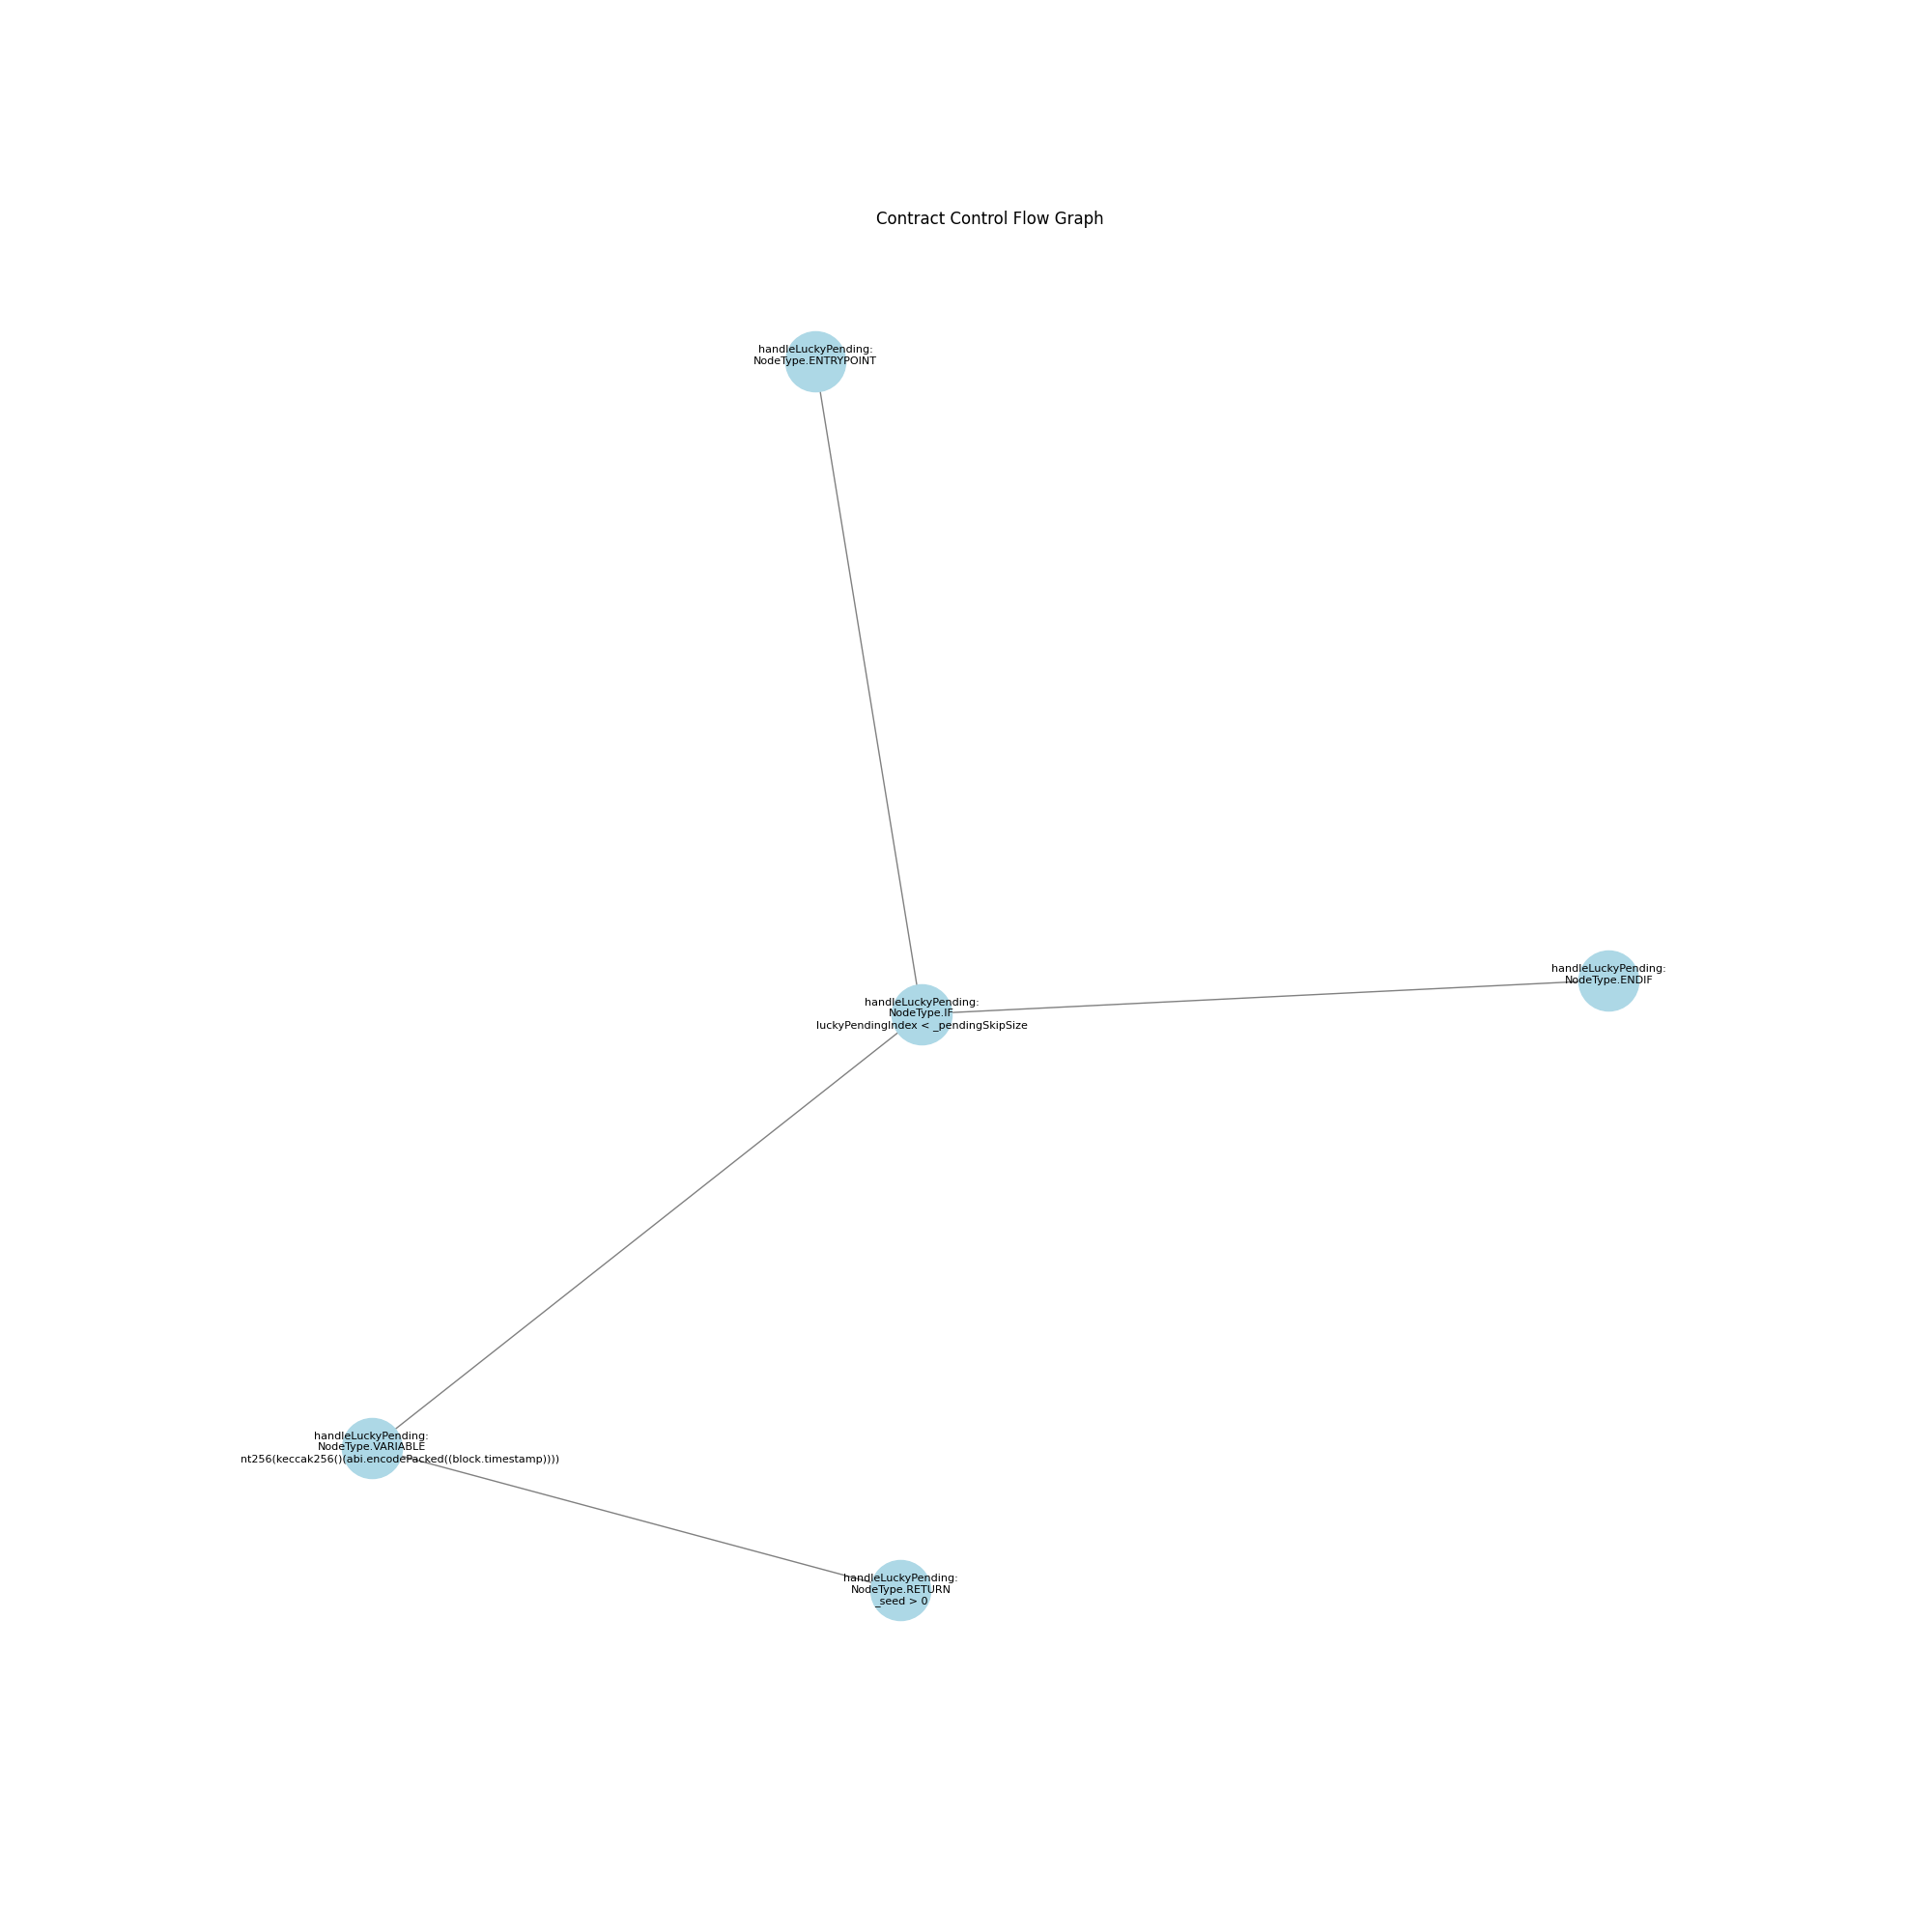 Contract Control Flow Graph
handleLuckyPending:
NodeType.ENTRYPOINT
handleLuckyPending:
NodeType.ENDIF
handleLuckyPending:
NodeType.IF
luckyPendingIndex < _pendingSkipSize
handleLuckyPending:
NodeType.VARIABLE
nt256(keccak256()(abi.encodePacked((block.timestamp))))
handleLuckyPending:
NodeType.RETURN
_seed > 0